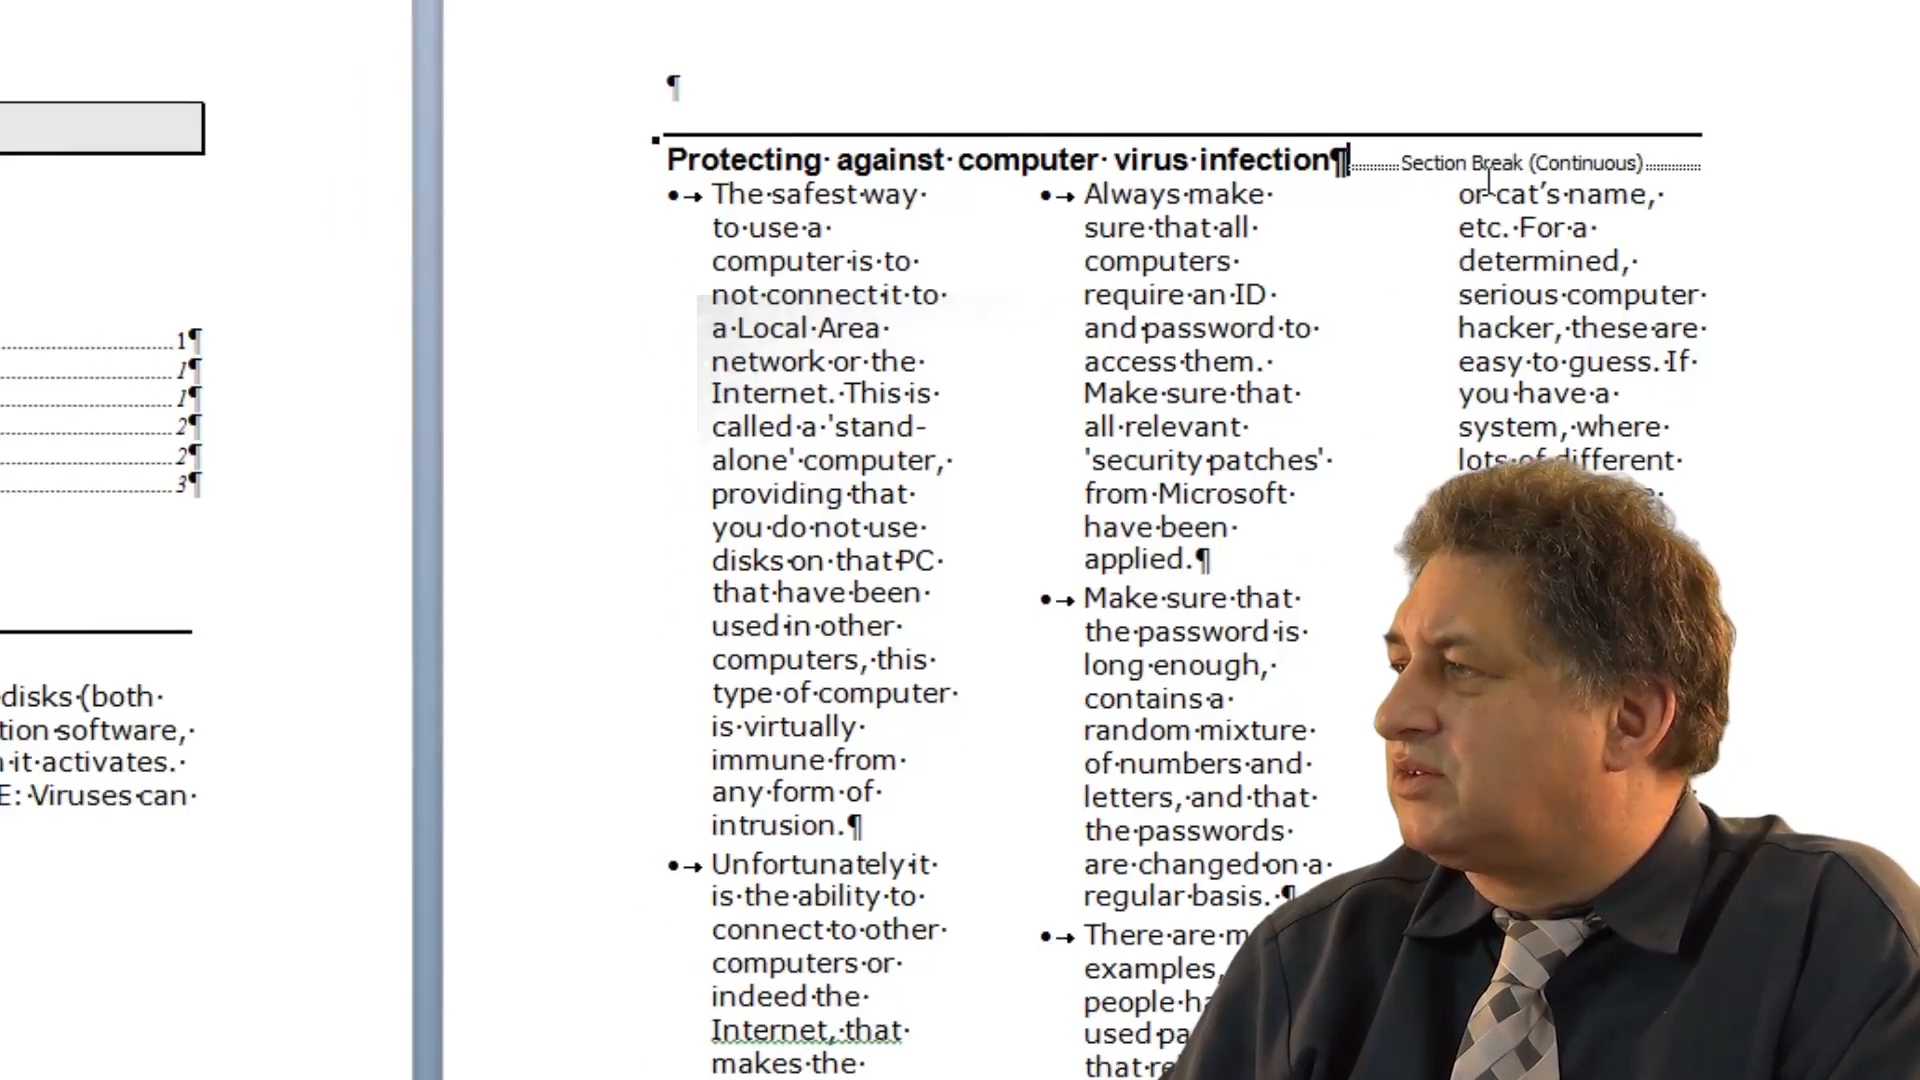 1¶
1¶
1¶
2¶
2¶
3¶
disks (both
tion software,
it activates.
E: Viruses can
¶
Protecting against computer virus infection¶
Section Break (Continuous)
• The safest way
to use a
computer is to
not connect it to
a Local Area
network or the
Internet. This is
called a 'stand-
alone' computer,
providing that
you do not use
disks on that PC
that have been
used in other
computers, this
type of computer
is virtually
immune from
any form of
intrusion.¶
• Unfortunately it
is the ability to
connect to other
computers or
indeed the
Internet, that
makes the
• Always make
sure that all
computers
require an ID
and password to
access them.
Make sure that
all relevant
'security patches'
from Microsoft
have been
applied.¶
• Make sure that
the password is
long enough,
contains a
random mixture
of numbers and
letters, and that
the passwords
are changed on a
regular basis. ¶
• There are m
examples,
people ha
used pa
that re
or cat’s name,
etc. For a
determined,
serious computer
hacker, these are
easy to guess. If
you have a
system, where
lots of different